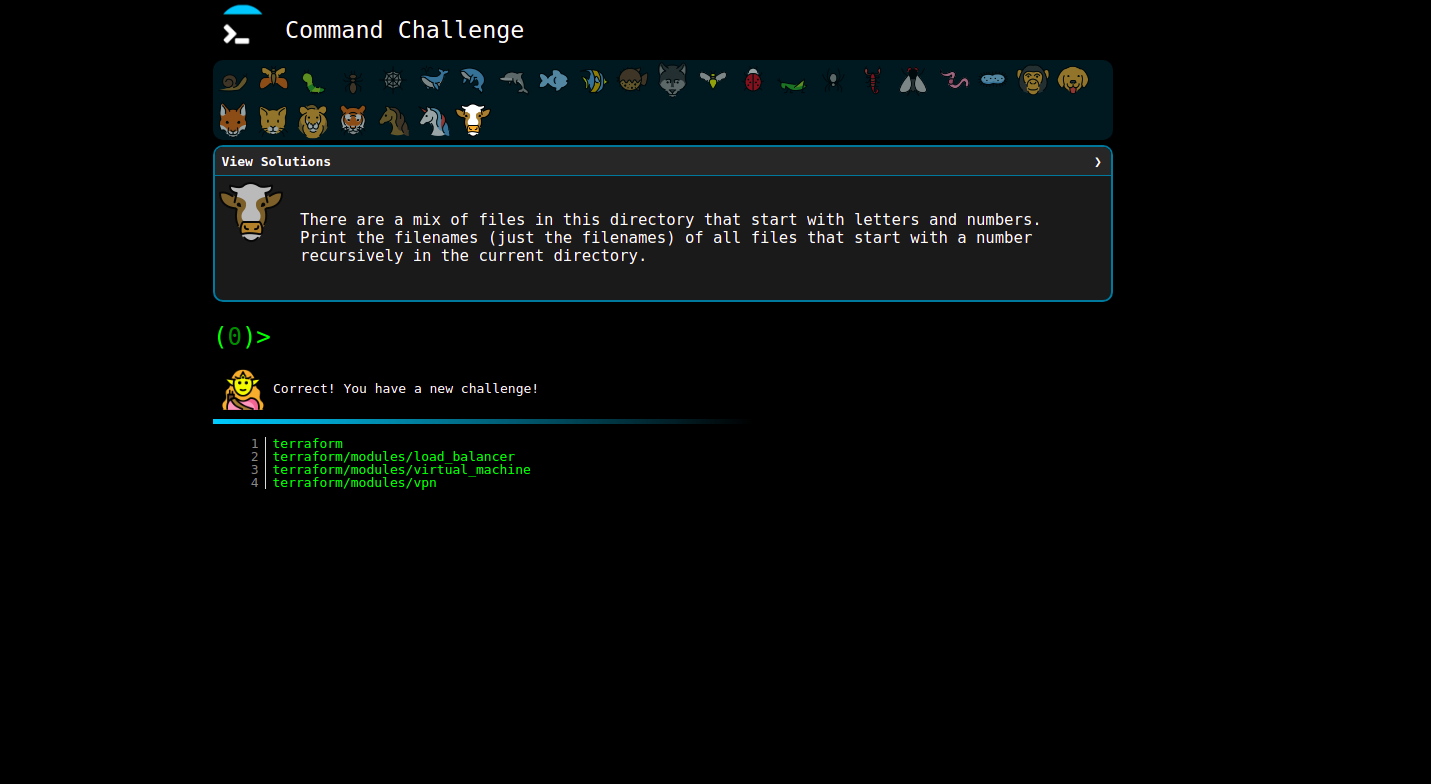 Command Challenge
View Solutions ❯
There are a mix of files in this directory that start with letters and numbers.
Print the filenames (just the filenames) of all files that start with a number
recursively in the current directory.
(0)>
Correct! You have a new challenge!
1 terraform
2 terraform/modules/load_balancer
3 terraform/modules/virtual_machine
4 terraform/modules/vpn